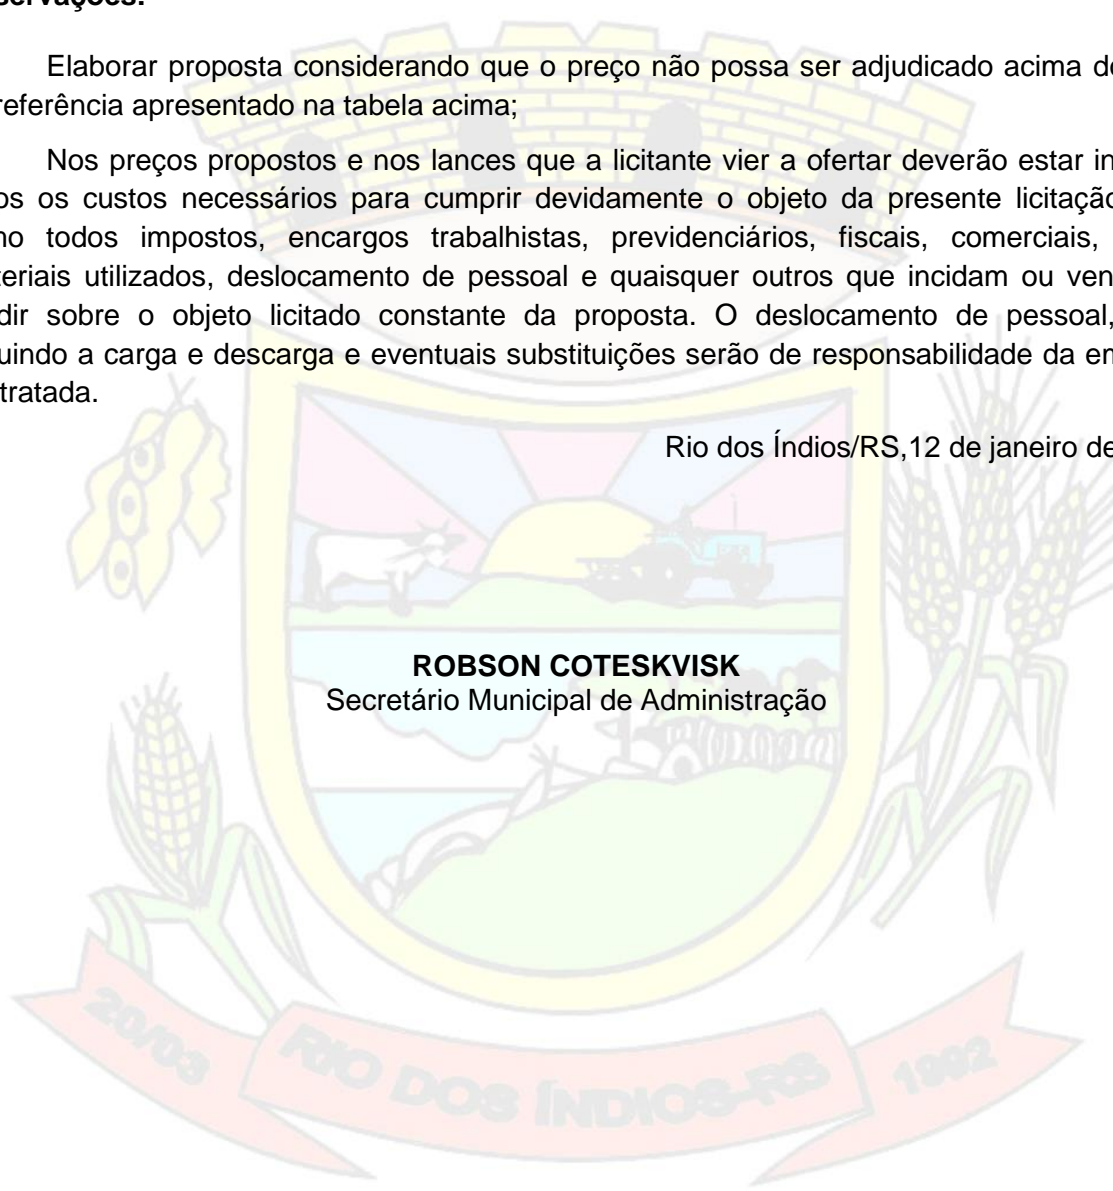 servações:
Elaborar proposta considerando que o preço não possa ser adjudicado acima do
referência apresentado na tabela acima;
Nos preços propostos e nos lances que a licitante vier a ofertar deverão estar in
os os custos necessários para cumprir devidamente o objeto da presente licitação
no todos impostos, encargos trabalhistas, previdenciários, fiscais, comerciais,
teriais utilizados, deslocamento de pessoal e quaisquer outros que incidam ou ven
dir sobre o objeto licitado constante da proposta. O deslocamento de pessoal,
uindo a carga e descarga e eventuais substituições serão de responsabilidade da em
tratada.
Rio dos Índios/RS,12 de janeiro de
ROBSON COTESKVISK
Secretário Municipal de Administração
20/03 RIO DOS ÍNDIOS-RS 1992